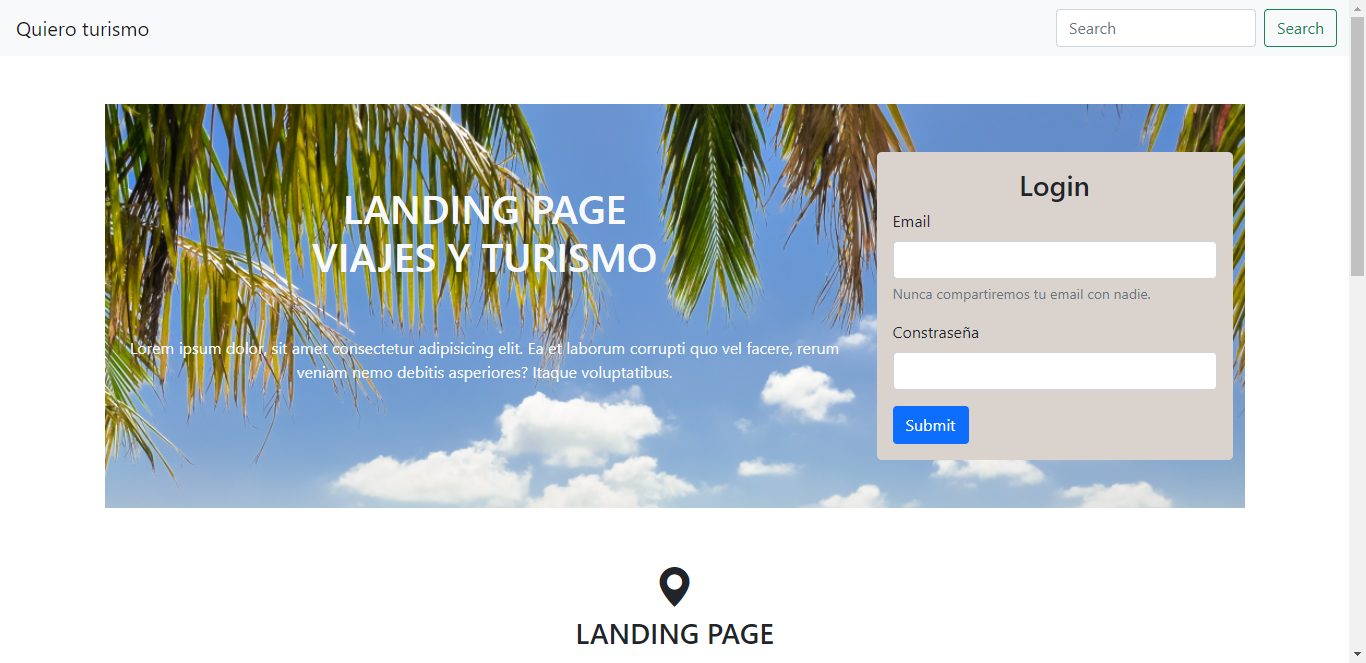 Quiero turismo
Search
Search
LANDING PAGE
VIAJES Y TURISMO
Lorem ipsum dolor, sit amet consectetur adipisicing elit. Ea et laborum corrupti quo vel facere, rerum
veniam nemo debitis asperiores? Itaque voluptatibus.
Login
Email
Nunca compartiremos tu email con nadie.
Constraseña
Submit
LANDING PAGE